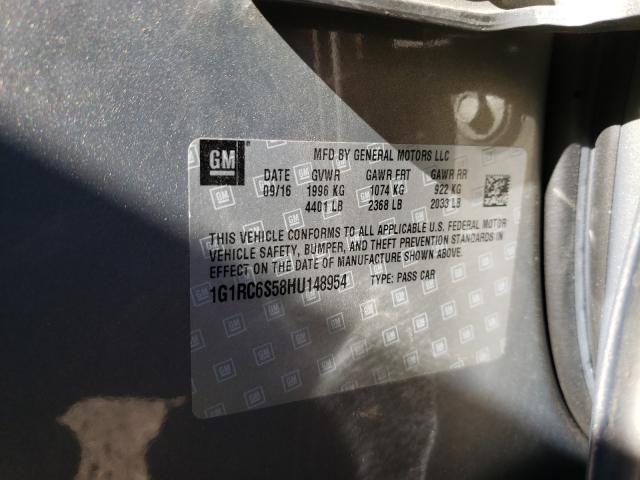 GM
MFD BY GENERAL MOTORS LLC
DATE GVWR GAWR FRT GAWR RR
09/16 1996 KG 1074 KG 922 KG
4401 LB 2368 LB 2033 LB
THIS VEHICLE CONFORMS TO ALL APPLICABLE U.S. FEDERAL MOTOR
VEHICLE SAFETY, BUMPER, AND THEFT PREVENTION STANDARDS IN
EFFECT ON THE DATE OF MANUFACTURE SHOWN ABOVE.
1G1RC6S58HU148954 TYPE: PASS CAR